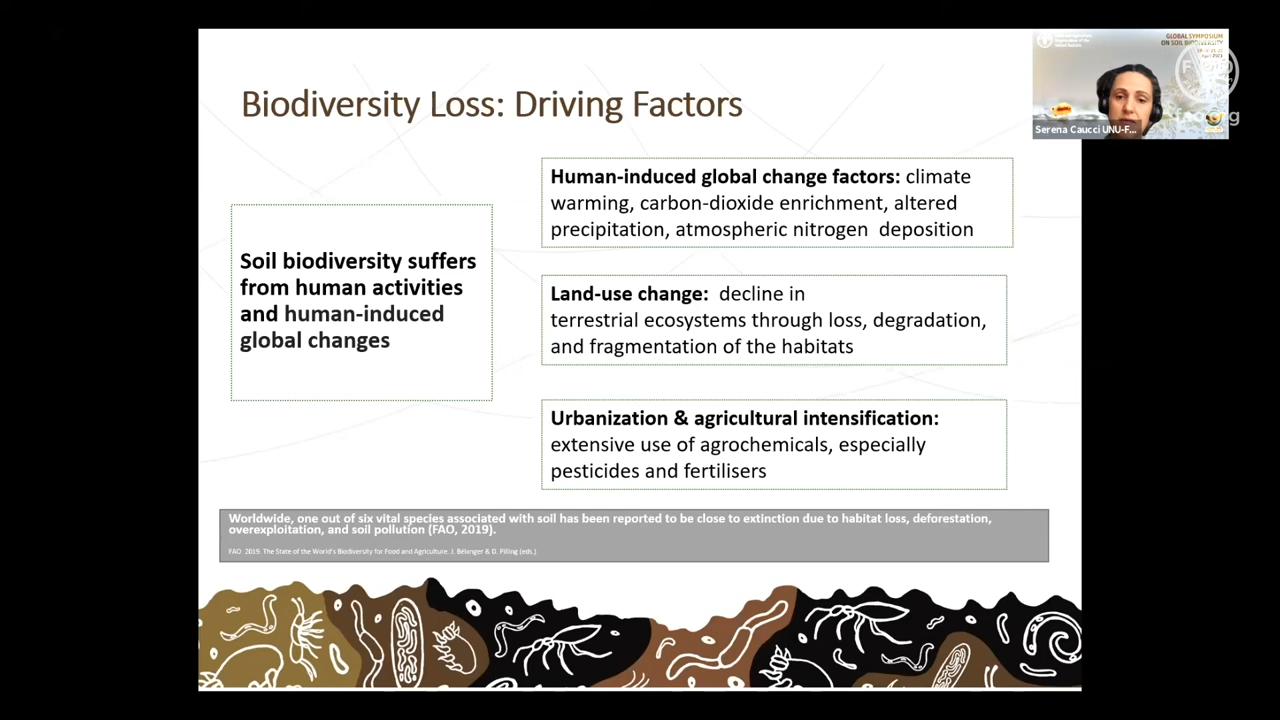 Biodiversity Loss: Driving Factors
Soil biodiversity suffers
from human activities
and human-induced
global changes
Human-induced global change factors: climate
warming, carbon-dioxide enrichment, altered
precipitation, atmospheric nitrogen deposition
Land-use change: decline in
terrestrial ecosystems through loss, degradation,
and fragmentation of the habitats
Urbanization & agricultural intensification:
extensive use of agrochemicals, especially
pesticides and fertilisers
Worldwide, one out of six vital species associated with soil has been reported to be close to extinction due to habitat loss, deforestation,
overexploitation, and soil pollution (FAO, 2019).
FAO 2019. The State of the World's Biodiversity for Food and Agriculture. J. Bélanger & D. Pilling (eds.).
GLOBAL SYMPOSIUM
ON SOIL BIODIVERSITY
Serena Caucci UNU-F...